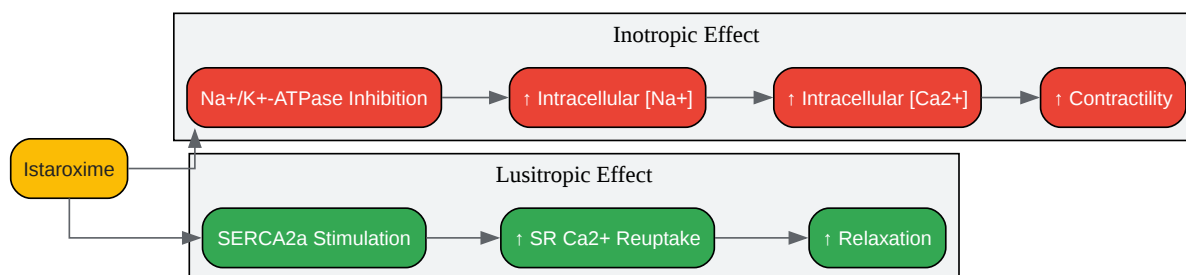 Inotropic Effect
Na+/K+-ATPase Inhibition
↑ Intracellular [Na+]
↑ Intracellular [Ca2+]
↑ Contractility
Istaroxime
Lusitropic Effect
SERCA2a Stimulation
↑ SR Ca2+ Reuptake
↑ Relaxation